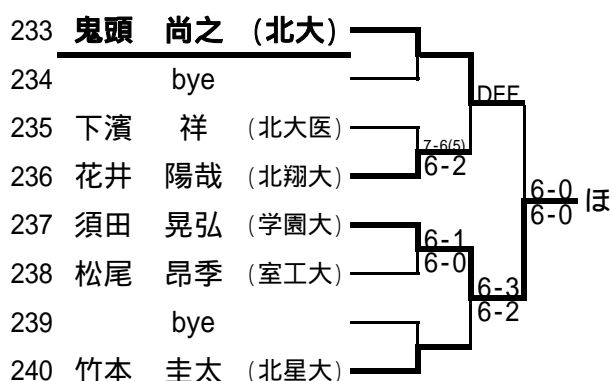 233 鬼頭 尚之 (北大)
234 bye
DEF
235 下濱 祥 (北大医)
7-6(5)
6-2
236 花井 陽哉 (北翔大)
6-0
6-0
ほ
237 須田 晃弘 (学園大)
6-1
6-0
238 松尾 昂季 (室工大)
6-3
6-2
239 bye
240 竹本 圭太 (北星大)